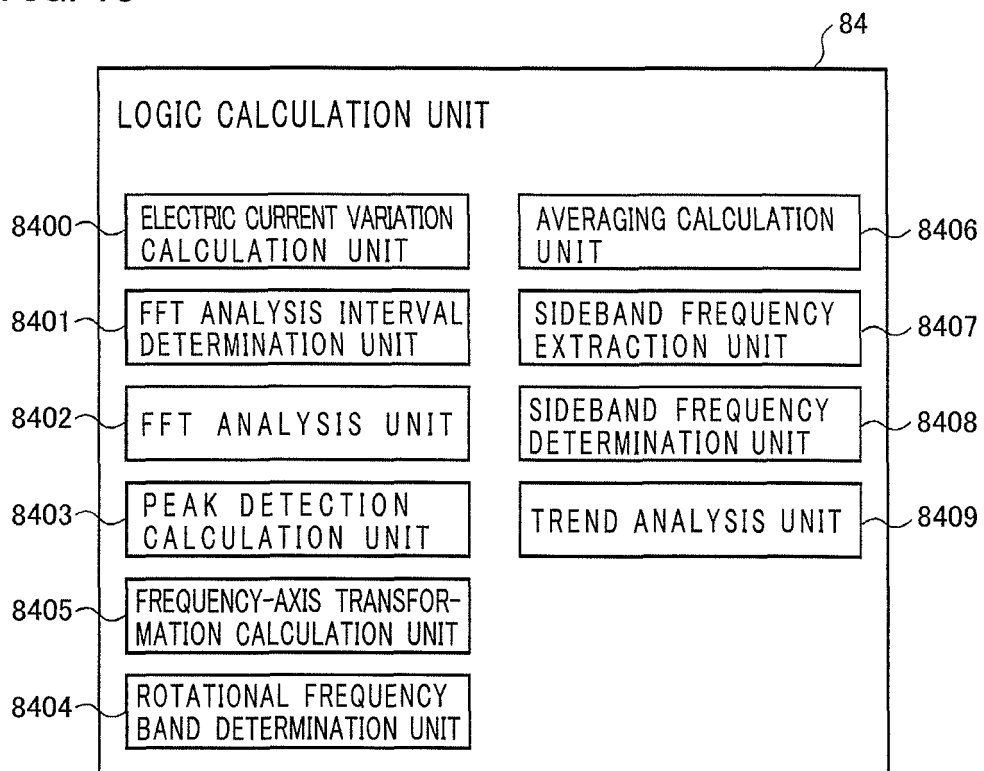 84
LOGIC CALCULATION UNIT
8400
ELECTRIC CURRENT VARIATION
CALCULATION UNIT
8401
FFT ANALYSIS INTERVAL
DETERMINATION UNIT
8402
FFT ANALYSIS UNIT
8403
PEAK DETECTION
CALCULATION UNIT
8405
FREQUENCY-AXIS TRANSFOR-
MATION CALCULATION UNIT
8404
ROTATIONAL FREQUENCY
BAND DETERMINATION UNIT
AVERAGING CALCULATION
UNIT
8406
SIDEBAND FREQUENCY
EXTRACTION UNIT
8407
SIDEBAND FREQUENCY
DETERMINATION UNIT
8408
TREND ANALYSIS UNIT
8409